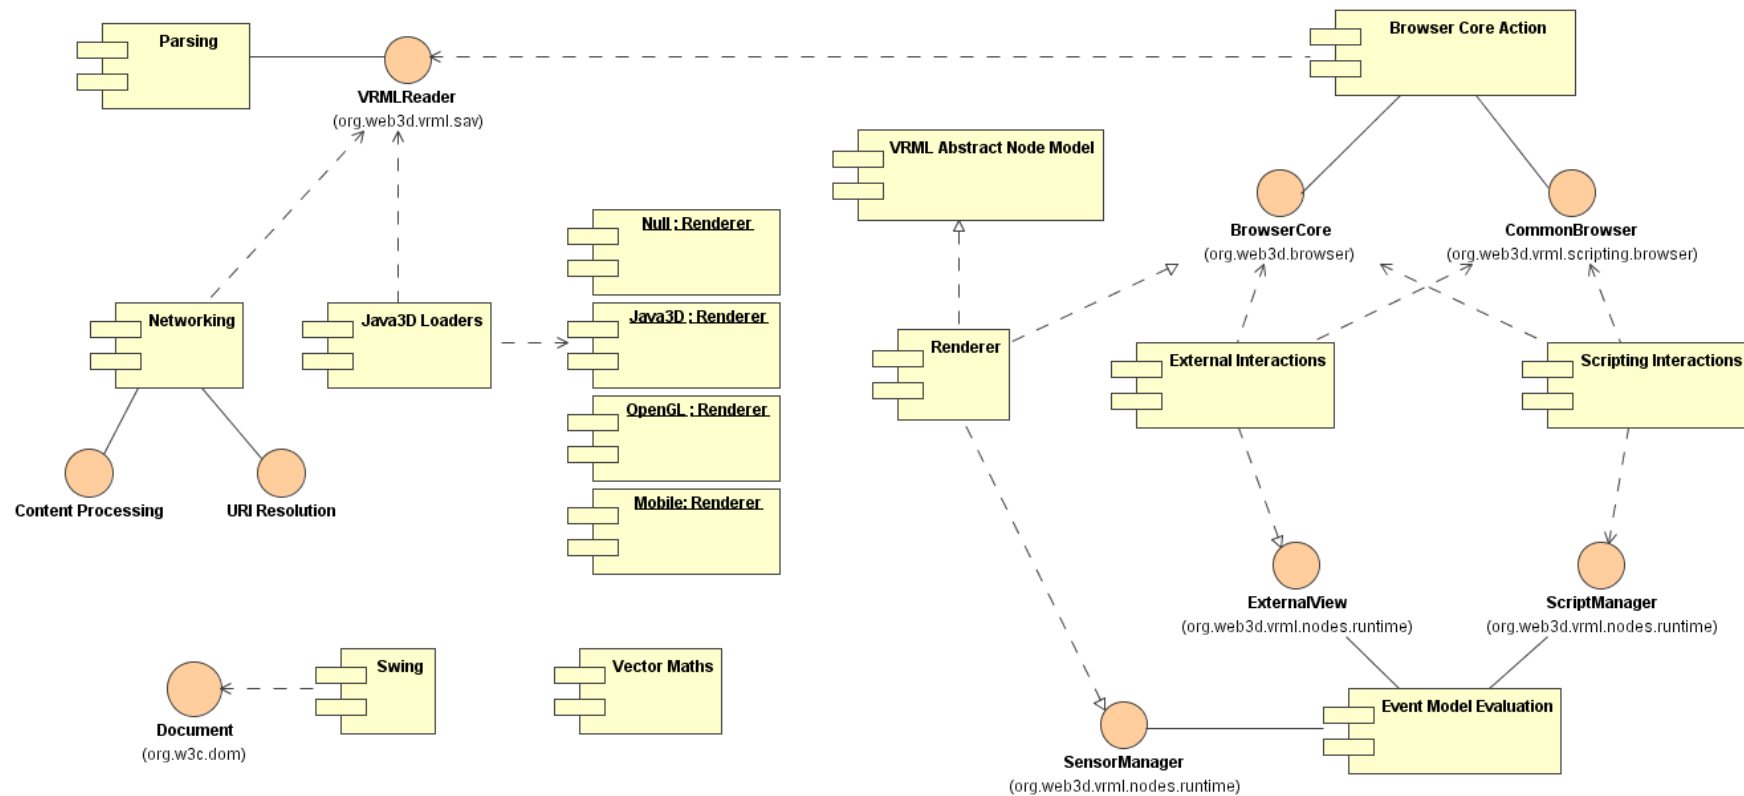 Parsing
Browser Core Action
VRMLReader
(org.web3d.vrml.sav)
VRML Abstract Node Model
Null : Renderer
BrowserCore
(org.web3d.browser)
CommonBrowser
(org.web3d.vrml.scripting.browser)
Networking
Java3D Loaders
Java3D : Renderer
Renderer
External Interactions
Scripting Interactions
OpenGL : Renderer
Content Processing
URI Resolution
Mobile: Renderer
ExternalView
(org.web3d.vrml.nodes.runtime)
ScriptManager
(org.web3d.vrml.nodes.runtime)
Swing
Vector Maths
Document
(org.w3c.dom)
Event Model Evaluation
SensorManager
(org.web3d.vrml.nodes.runtime)